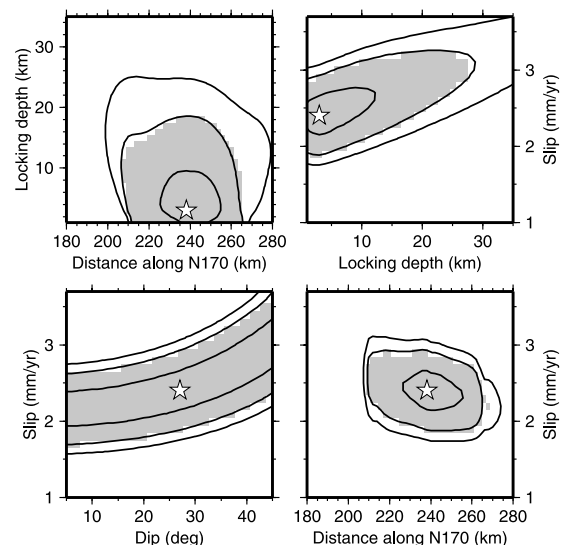 30
20
10
Locking depth (km)
180 200 220 240 260 280
Distance along N170 (km)
3
2
1
Slip (mm/yr)
10 20 30
Locking depth (km)
3
2
1
Slip (mm/yr)
10 20 30 40
Dip (deg)
3
2
1
Slip (mm/yr)
180 200 220 240 260 280
Distance along N170 (km)